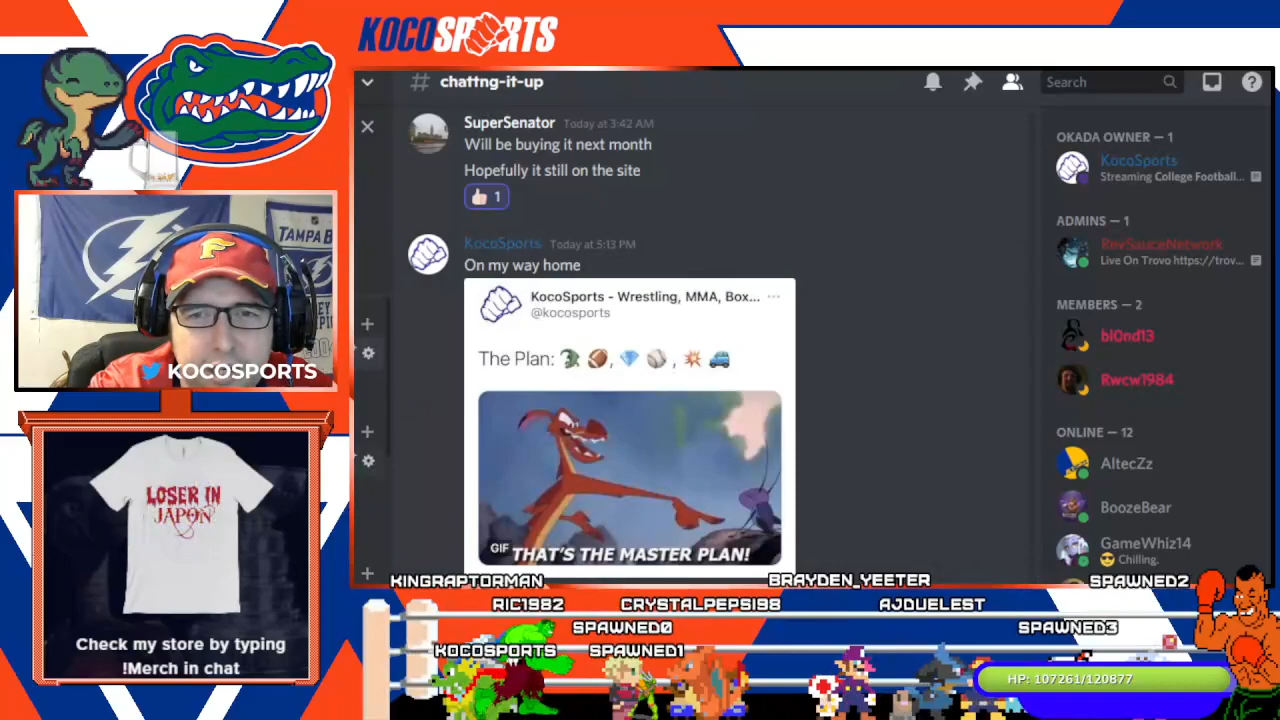 KOCOSPORTS
# chattng-it-up
Search
SuperSenator Today at 3:42 AM
Will be buying it next month
Hopefully it still on the site
1
KocoSports Today at 5:13 PM
On my way home
KocoSports - Wrestling, MMA, Box...
@kocosports
The Plan: 🐊 🏈, 💎 ⚾, 💥 🚙
GIF THAT'S THE MASTER PLAN!
OKADA OWNER — 1
KocoSports
Streaming College Football...
ADMINS — 1
RevSauceNetwork
Live On Trovo https://trov...
MEMBERS — 2
bl0nd13
Rwcw1984
ONLINE — 12
AltecZz
BoozeBear
GameWhiz14
😎 Chilling.
TAMPA B
F
KOCOSPORTS
LOSER IN
JAPON
Check my store by typing
!Merch in chat
KINGRAPTORMAN
BRAYDEN_YEETER
SPAWNED2
RIC1982
CRYSTALPEPSI98
AJDUELEST
SPAWNED0
SPAWNED3
KOCOSPORTS
SPAWNED1
HP: 107261/120877